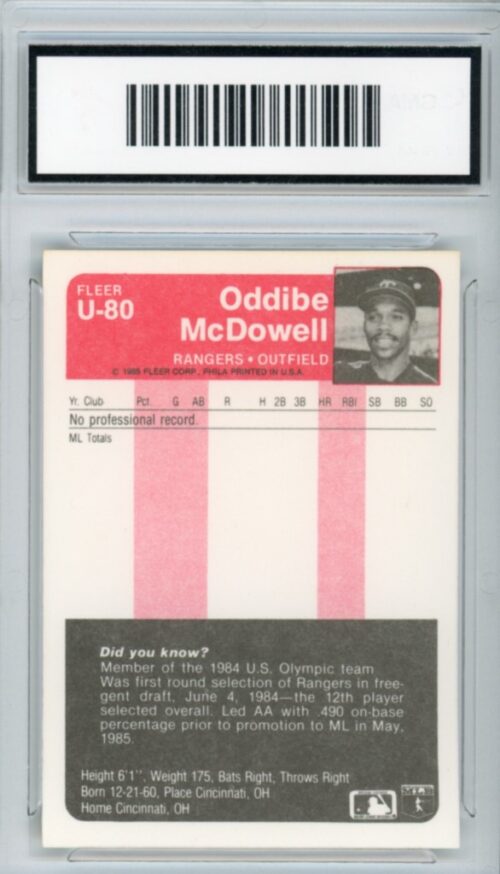 FLEER
U-80
Oddibe
McDowell
RANGERS • OUTFIELD
© 1985 FLEER CORP., PHILA PRINTED IN U.S.A.
Yr. Club Pct. G AB R H 2B 3B HR RBI SB BB SO
No professional record.
ML Totals
Did you know?
Member of the 1984 U.S. Olympic team
Was first round selection of Rangers in free-
gent draft, June 4, 1984—the 12th player
selected overall. Led AA with .490 on-base
percentage prior to promotion to ML in May,
1985.
Height 6'1'', Weight 175, Bats Right, Throws Right
Born 12-21-60, Place Cincinnati, OH
Home Cincinnati, OH